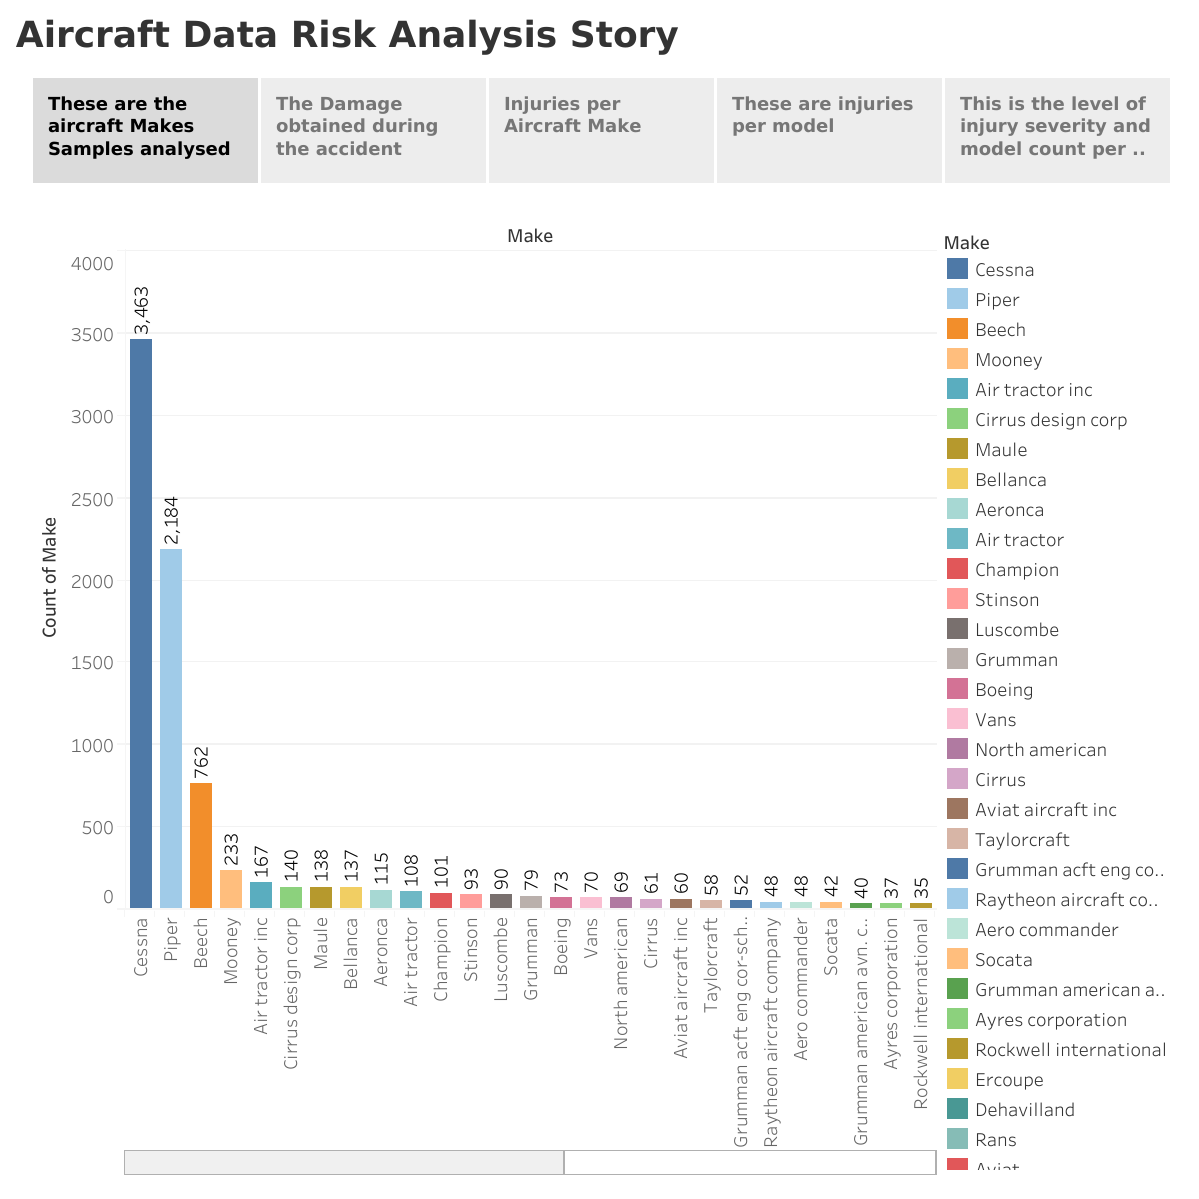 Aircraft Data Risk Analysis Story
These are the
aircraft Makes
Samples analysed
The Damage
obtained during
the accident
Injuries per
Aircraft Make
These are injuries
per model
This is the level of
injury severity and
model count per ..
Make
Count of Make
4000
3500
3000
2500
2000
1500
1000
500
0
3,463
2,184
762
233
167
140
138
137
115
108
101
93
90
79
73
70
69
61
60
58
52
48
48
42
40
37
35
Cessna
Piper
Beech
Mooney
Air tractor inc
Cirrus design corp
Maule
Bellanca
Aeronca
Air tractor
Champion
Stinson
Luscombe
Grumman
Boeing
Vans
North american
Cirrus
Aviat aircraft inc
Taylorcraft
Grumman acft eng cor-sch..
Raytheon aircraft company
Aero commander
Socata
Grumman american avn. c..
Ayres corporation
Rockwell international
Make
Cessna
Piper
Beech
Mooney
Air tractor inc
Cirrus design corp
Maule
Bellanca
Aeronca
Air tractor
Champion
Stinson
Luscombe
Grumman
Boeing
Vans
North american
Cirrus
Aviat aircraft inc
Taylorcraft
Grumman acft eng co..
Raytheon aircraft co..
Aero commander
Socata
Grumman american a..
Ayres corporation
Rockwell international
Ercoupe
Dehavilland
Rans
Aviat